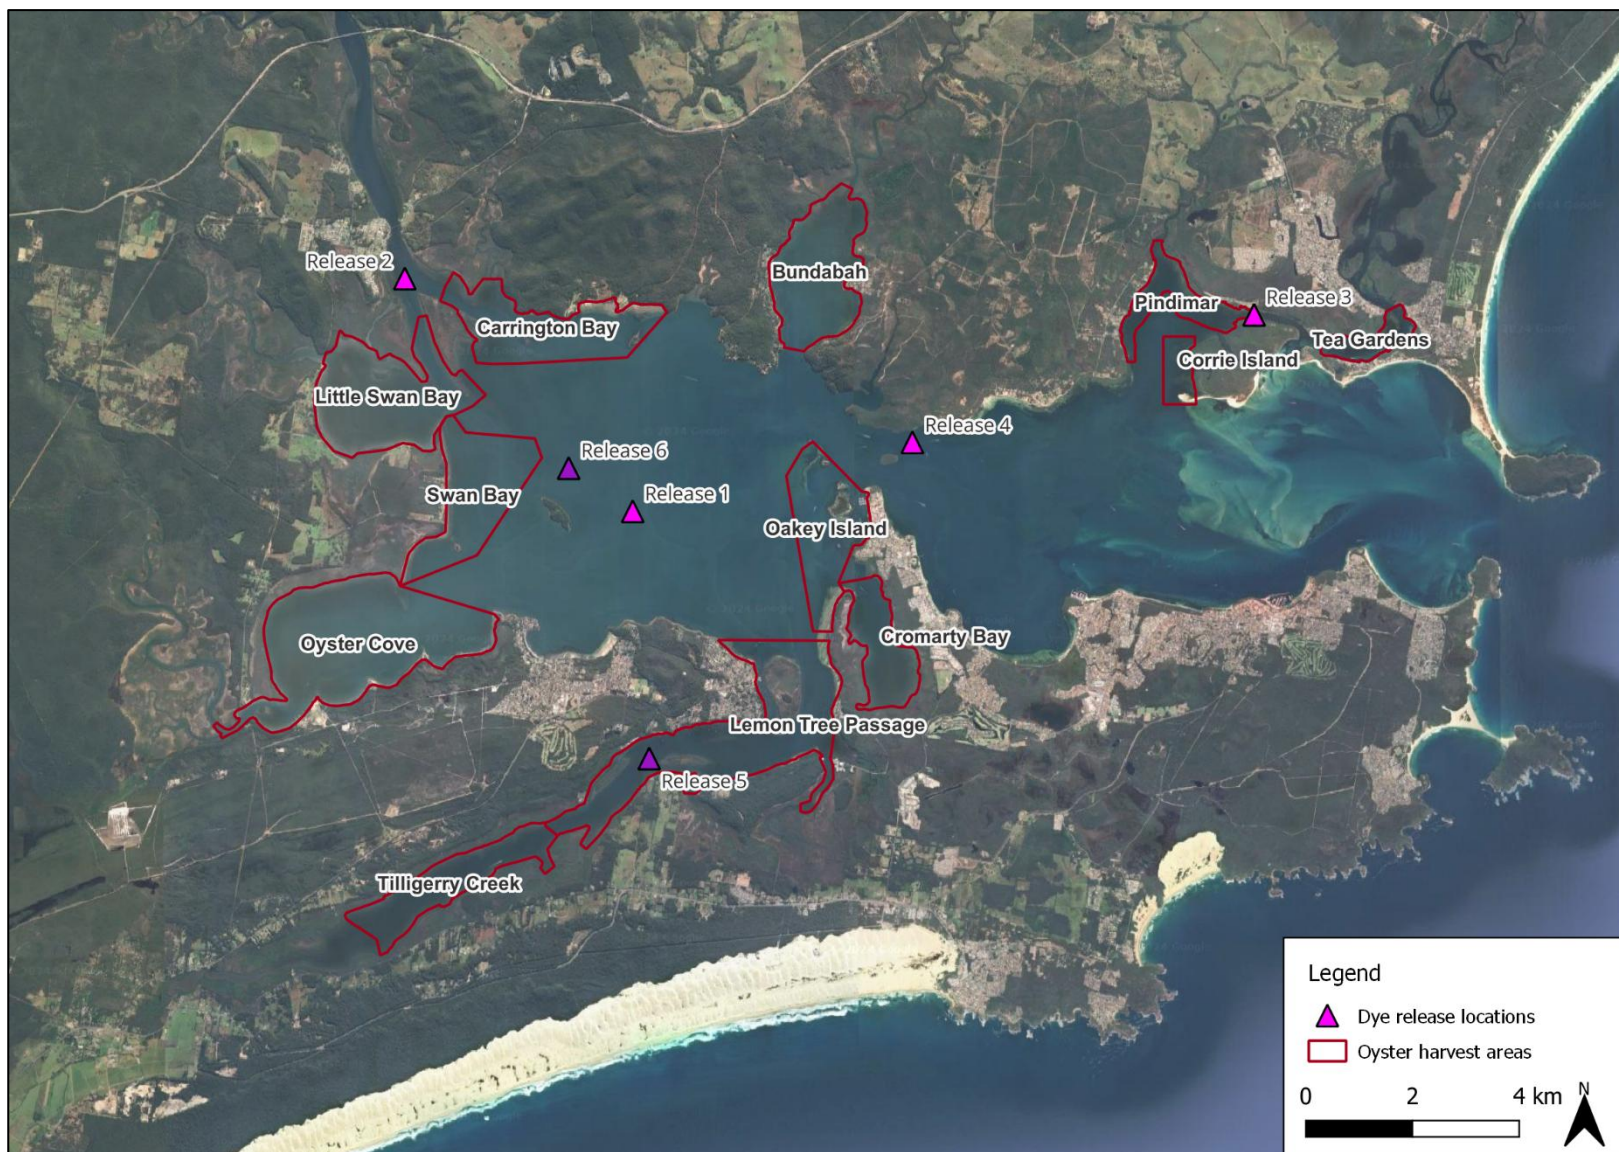 Release 2
Bundabah
Carrington Bay
Pindimar
Release 3
Tea Gardens
Corrie Island
Little Swan Bay
Release 4
Release 6
Swan Bay
Release 1
Oakey Island
Oyster Cove
Cromarty Bay
Lemon Tree Passage
Release 5
Tilligerry Creek
Legend
Dye release locations
Oyster harvest areas
0 2 4 km
N